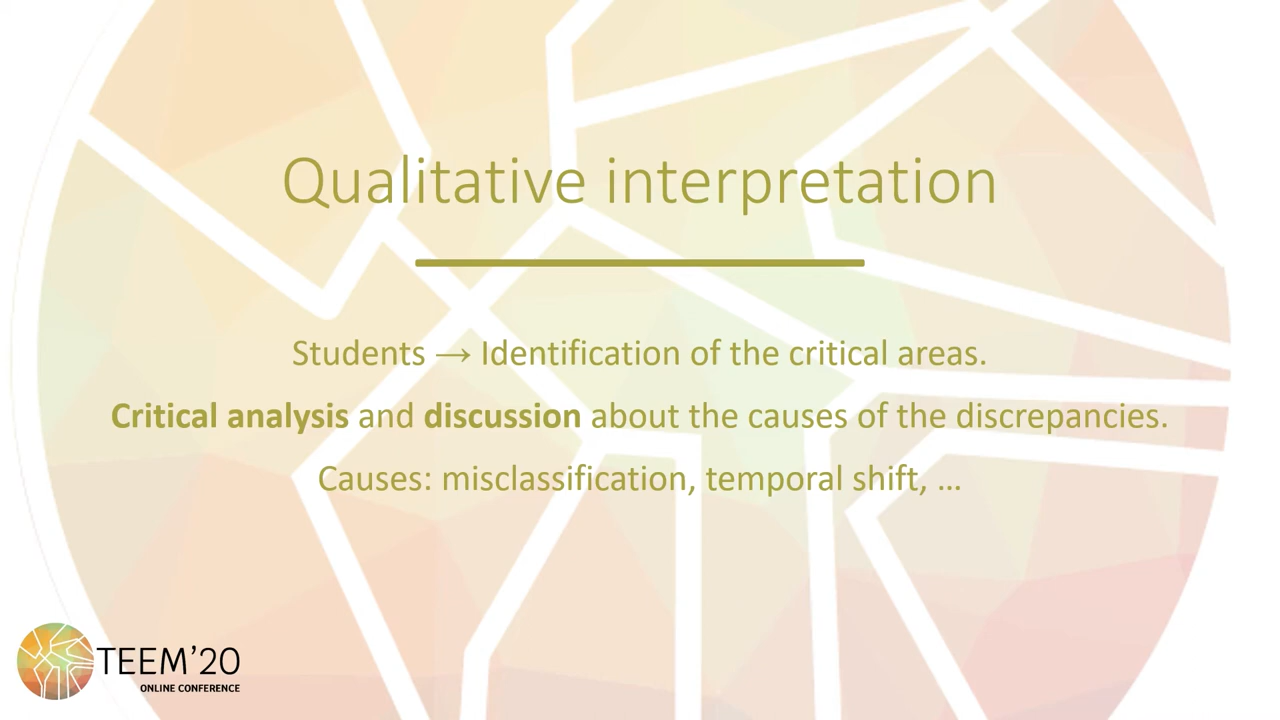 Qualitative interpretation
Students → Identification of the critical areas.
Critical analysis and discussion about the causes of the discrepancies.
Causes: misclassification, temporal shift, …
TEEM’20
ONLINE CONFERENCE